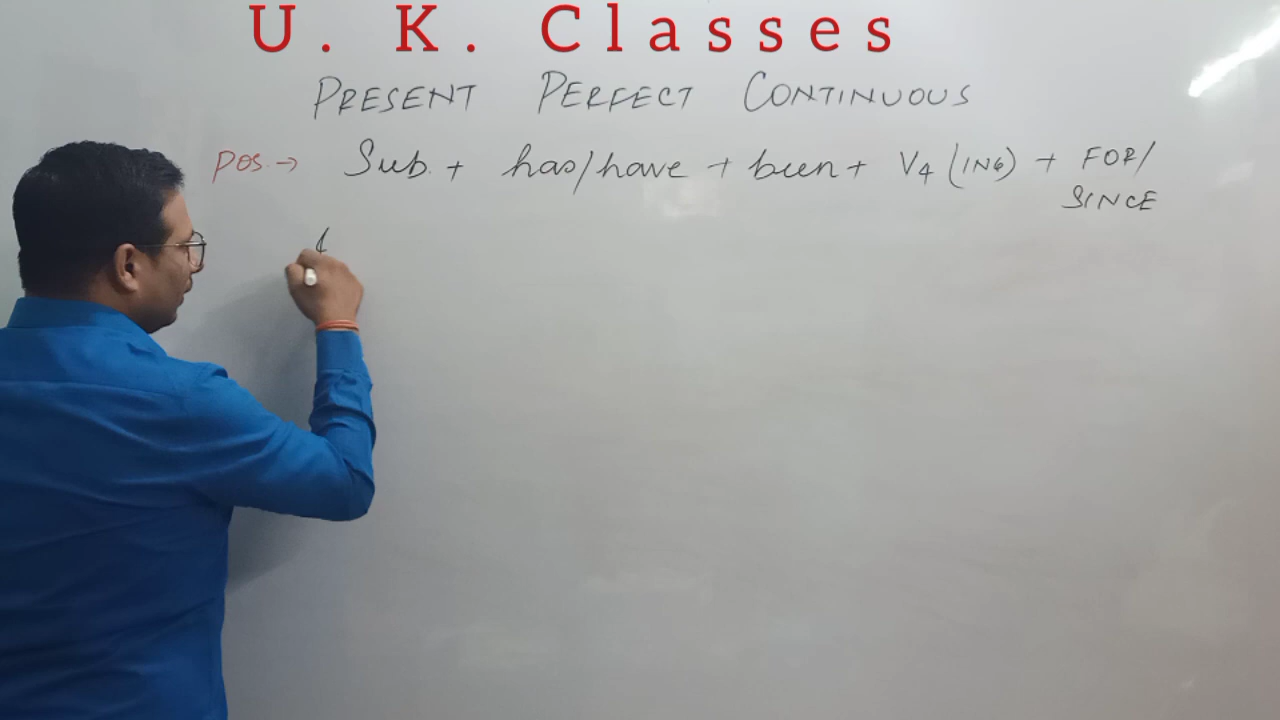 U. K. Classes
PRESENT PERFECT CONTINUOUS
POS. → Sub. + has/have + been + V4 (ING) + FOR/
SINCE